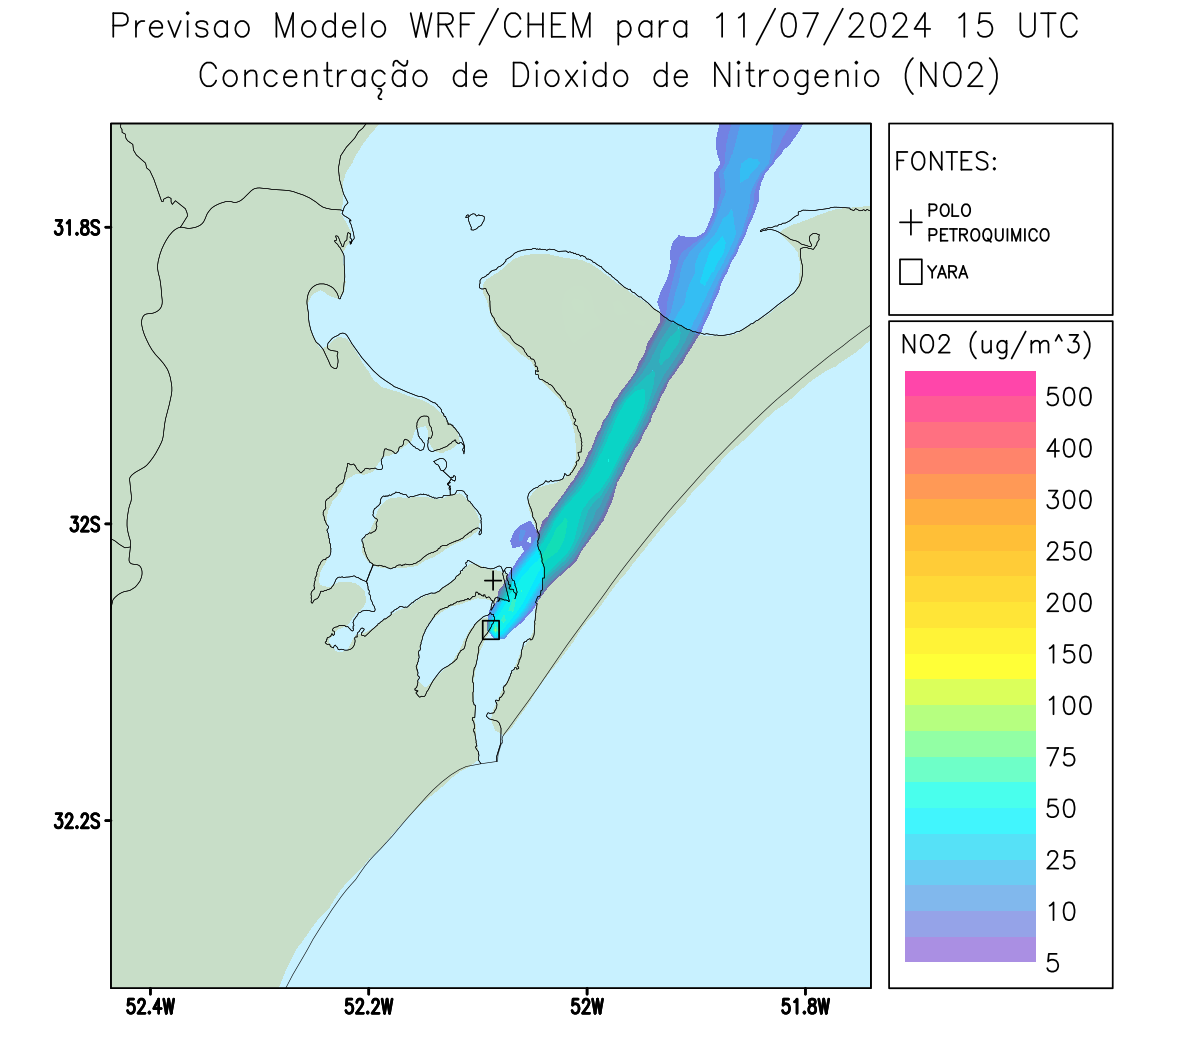 Previsao Modelo WRF/CHEM para 11/07/2024 15 UTC
Concentração de Dioxido de Nitrogenio (NO2)
FONTES:
POLO
PETROQUIMICO
YARA
NO2 (ug/m^3)
500
400
300
250
200
150
100
75
50
25
10
5
31.8S
32S
32.2S
52.4W
52.2W
52W
51.8W